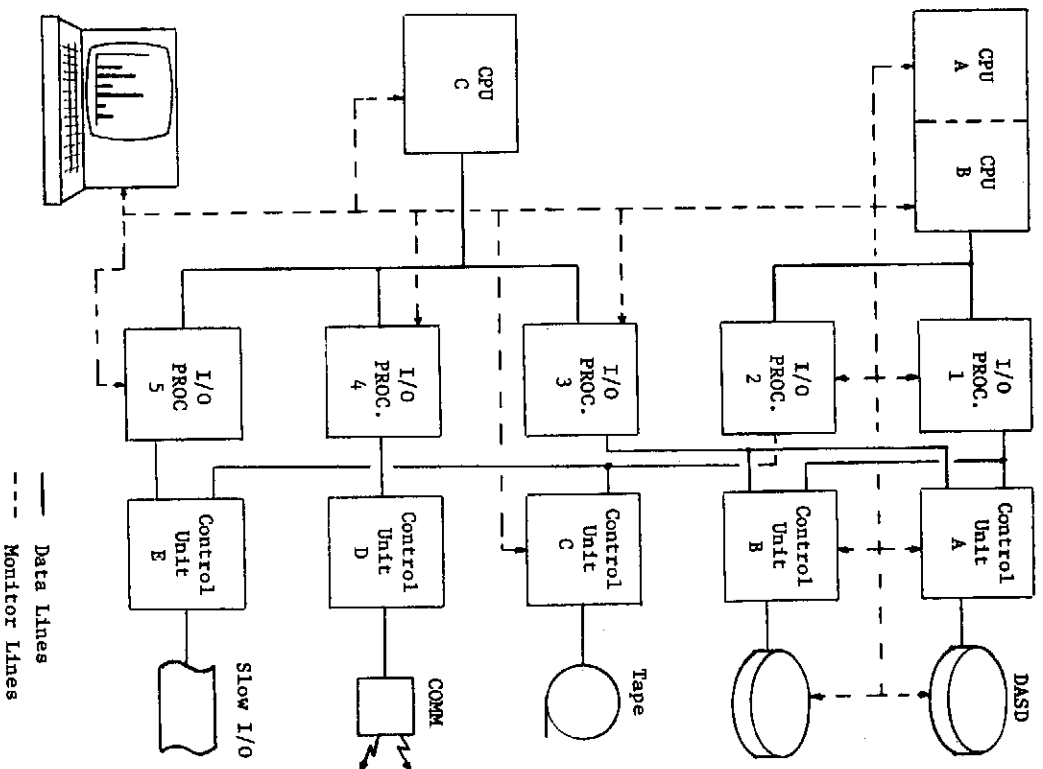 CPU
A
CPU
B
CPU
C
I/O
PROC.
1
I/O
PROC.
2
I/O
PROC.
3
I/O
PROC.
4
I/O
PROC
5
Control
Unit
A
Control
Unit
B
Control
Unit
C
Control
Unit
D
Control
Unit
E
DASD
Tape
COMM
Slow I/O
Data Lines
Monitor Lines